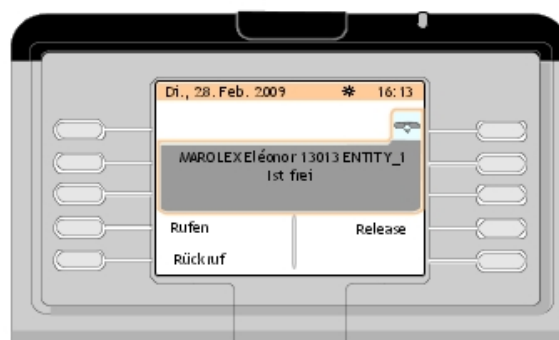 Di., 28. Feb. 2009 16:13
MAROLEX Eléonor 13013 ENTITY_1
Ist frei
Rufen Release
Rückruf